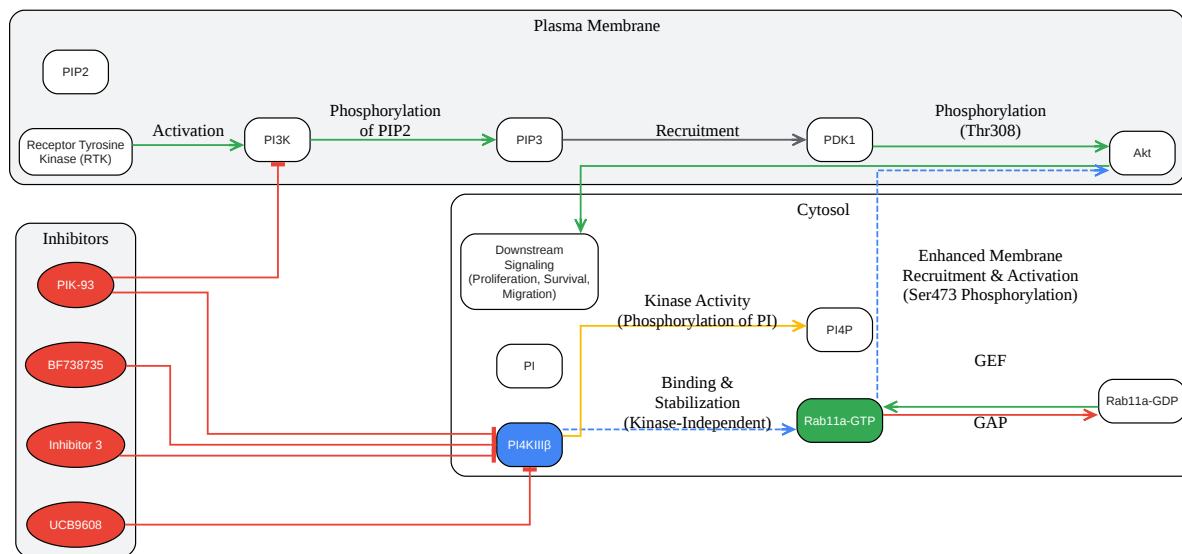 Plasma Membrane
PIP2
Receptor Tyrosine
Kinase (RTK)
Activation
PI3K
Phosphorylation
of PIP2
PIP3
Recruitment
PDK1
Phosphorylation
(Thr308)
Akt
Cytosol
Inhibitors
PIK-93
BF738735
Inhibitor 3
UCB9608
Downstream
Signaling
(Proliferation, Survival,
Migration)
Enhanced Membrane
Recruitment & Activation
(Ser473 Phosphorylation)
Kinase Activity
(Phosphorylation of PI)
PI4P
PI
Binding &
Stabilization
(Kinase-Independent)
PI4KIIIβ
Rab11a-GTP
GEF
GAP
Rab11a-GDP